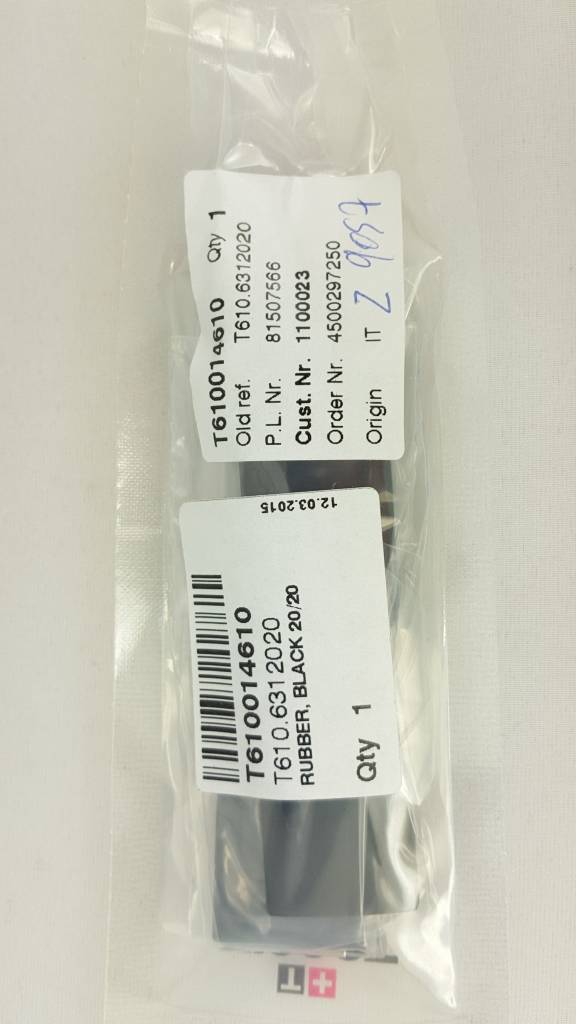 T610014610 Qty 1
Old ref. T610.6312020
P.L. Nr. 81507566
Cust. Nr. 1100023
Order Nr. 4500297250
Origin IT Z 9057
12.03.2015
T610014610
T610.6312020
RUBBER, BLACK 20/20
Qty 1
T+